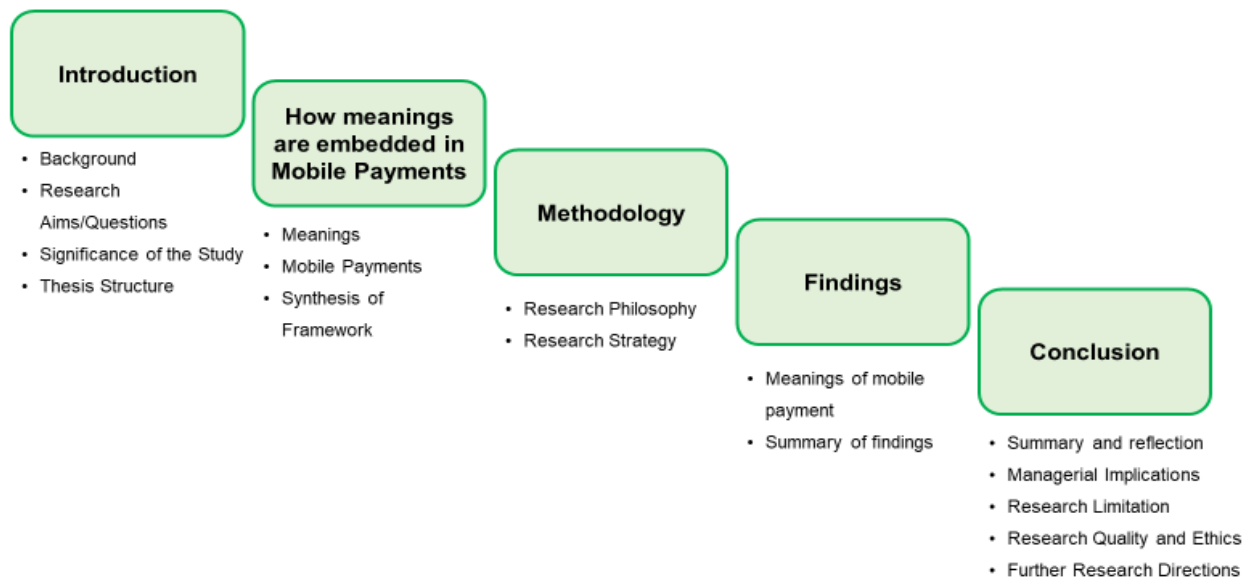 Introduction
• Background
• Research
Aims/Questions
• Significance of the Study
• Thesis Structure
How meanings
are embedded in
Mobile Payments
• Meanings
• Mobile Payments
• Synthesis of
Framework
Methodology
• Research Philosophy
• Research Strategy
Findings
• Meanings of mobile
payment
• Summary of findings
Conclusion
• Summary and reflection
• Managerial Implications
• Research Limitation
• Research Quality and Ethics
• Further Research Directions